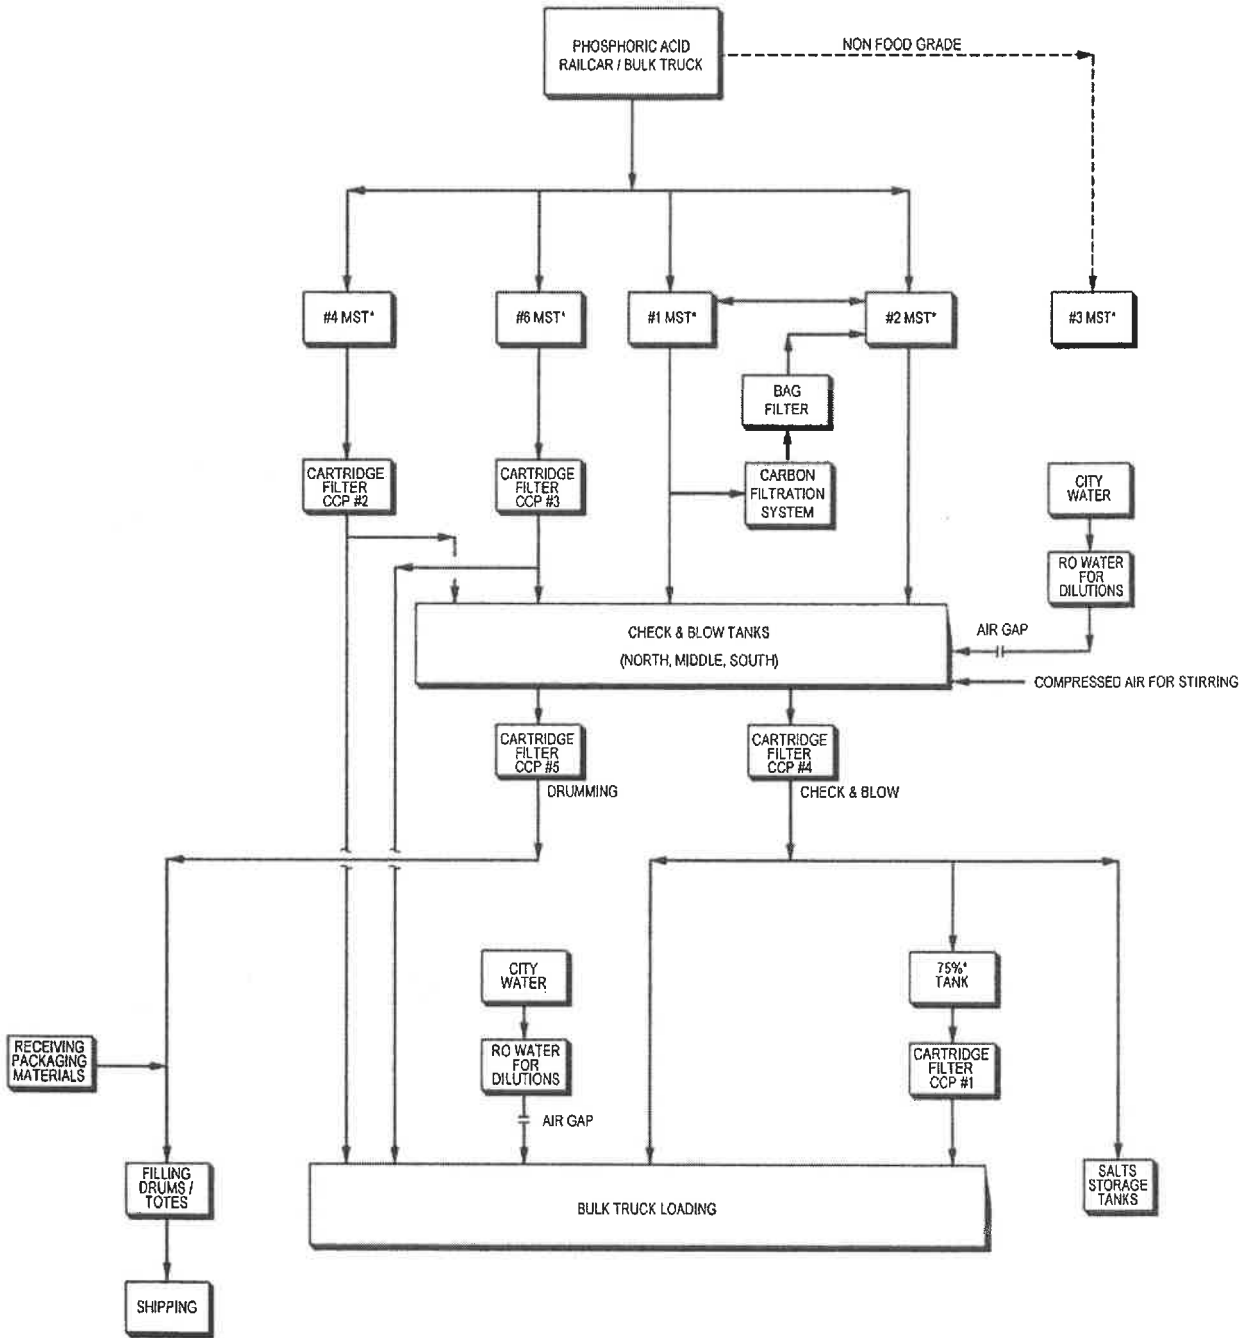 PHOSPHORIC ACID
RAILCAR / BULK TRUCK
NON FOOD GRADE
#4 MST*
#6 MST*
#1 MST*
#2 MST*
#3 MST*
BAG
FILTER
CARTRIDGE
FILTER
CCP #2
CARTRIDGE
FILTER
CCP #3
CARBON
FILTRATION
SYSTEM
CITY
WATER
RO WATER
FOR
DILUTIONS
AIR GAP
CHECK & BLOW TANKS
(NORTH, MIDDLE, SOUTH)
COMPRESSED AIR FOR STIRRING
CARTRIDGE
FILTER
CCP #5
DRUMMING
CARTRIDGE
FILTER
CCP #4
CHECK & BLOW
CITY
WATER
75%*
TANK
RECEIVING
PACKAGING
MATERIALS
RO WATER
FOR
DILUTIONS
CARTRIDGE
FILTER
CCP #1
AIR GAP
FILLING
DRUMS /
TOTES
BULK TRUCK LOADING
SALTS
STORAGE
TANKS
SHIPPING